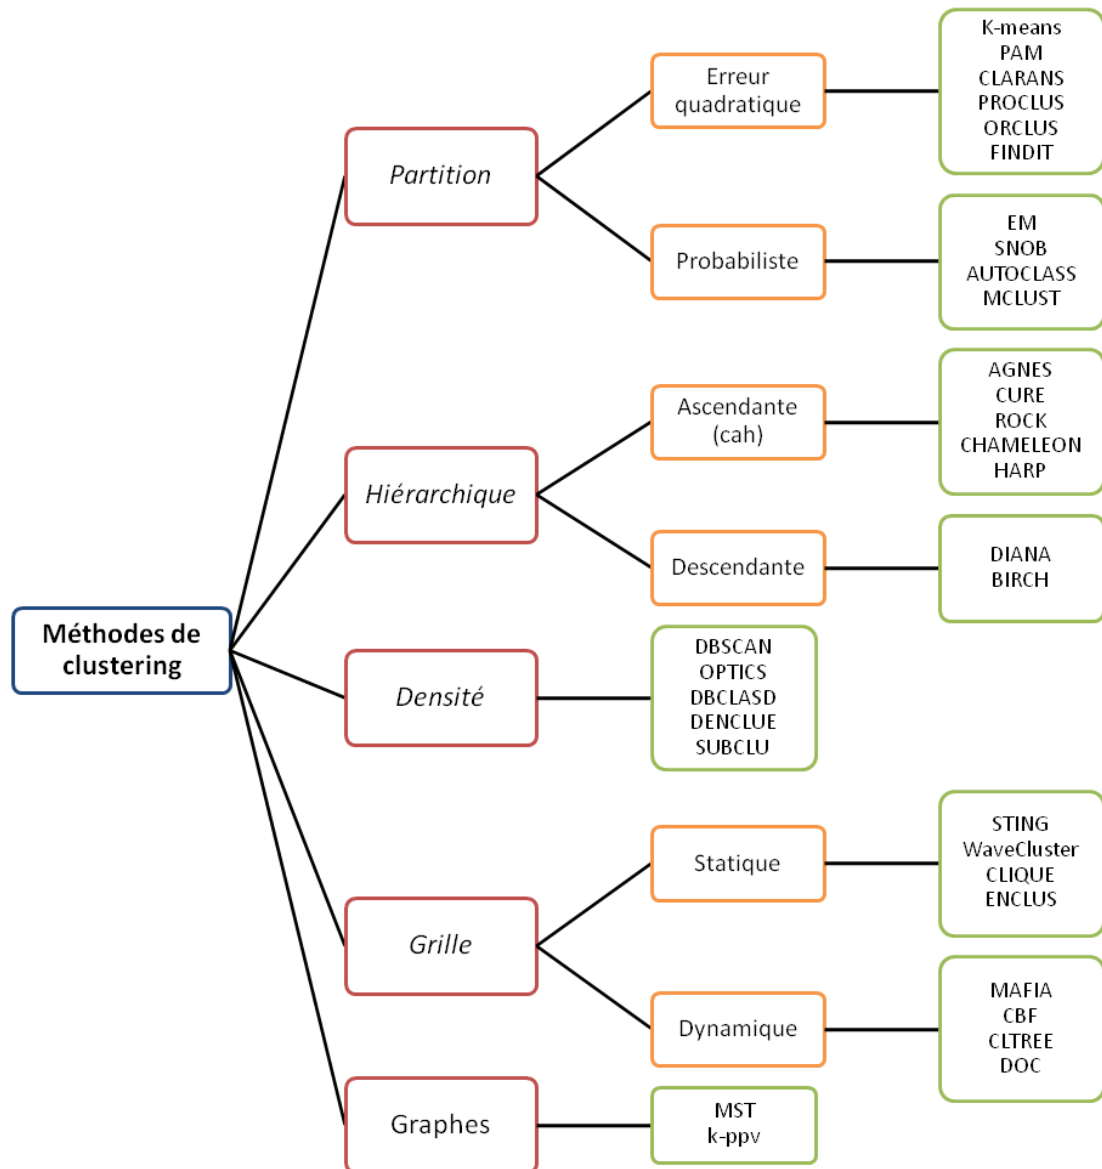 Méthodes de
clustering
Partition
Erreur
quadratique
K-means
PAM
CLARANS
PROCLUS
ORCLUS
FINDIT
Probabiliste
EM
SNOB
AUTOCLASS
MCLUST
Hiérarchique
Ascendante
(cah)
AGNES
CURE
ROCK
CHAMELEON
HARP
Descendante
DIANA
BIRCH
Densité
DBSCAN
OPTICS
DBCLASD
DENCLUE
SUBCLU
Grille
Statique
STING
WaveCluster
CLIQUE
ENCLUS
Dynamique
MAFIA
CBF
CLTREE
DOC
Graphes
MST
k-ppv